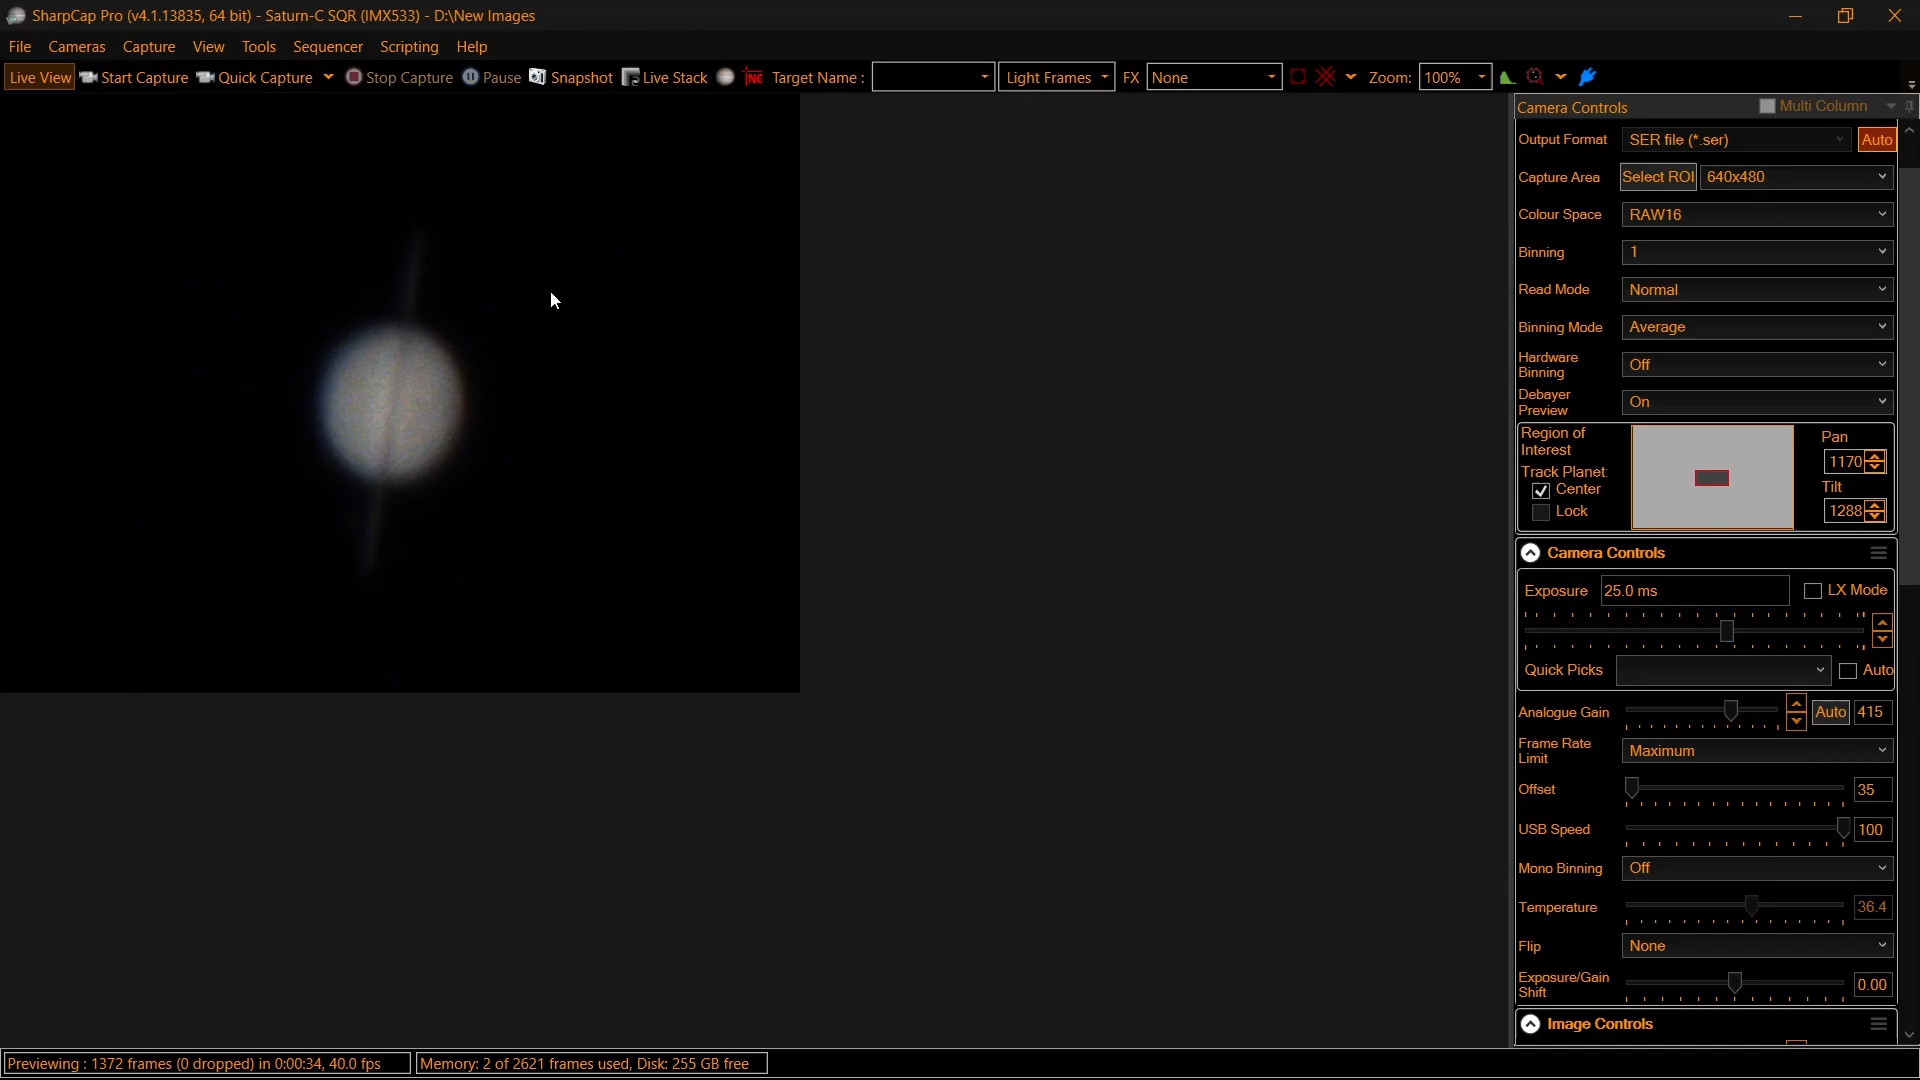 SharpCap Pro (v4.1.13835, 64 bit) - Saturn-C SQR (IMX533) - D:\New Images
File Cameras Capture View Tools Sequencer Scripting Help
Live View Start Capture Quick Capture Stop Capture Pause Snapshot Live Stack INC Target Name : Light Frames FX None Zoom: 100%
Camera Controls Multi Column
Output Format SER file (*.ser) Auto
Capture Area Select ROI 640x480
Colour Space RAW16
Binning 1
Read Mode Normal
Binning Mode Average
Hardware
Binning Off
Debayer
Preview On
Region of
Interest
Track Planet:
Center
Lock
Pan
1170
Tilt
1288
Camera Controls
Exposure 25.0 ms LX Mode
Quick Picks Auto
Analogue Gain Auto 415
Frame Rate
Limit Maximum
Offset 35
USB Speed 100
Mono Binning Off
Temperature 36.4
Flip None
Exposure/Gain
Shift 0.00
Image Controls
Previewing : 1372 frames (0 dropped) in 0:00:34, 40.0 fps Memory: 2 of 2621 frames used, Disk: 255 GB free